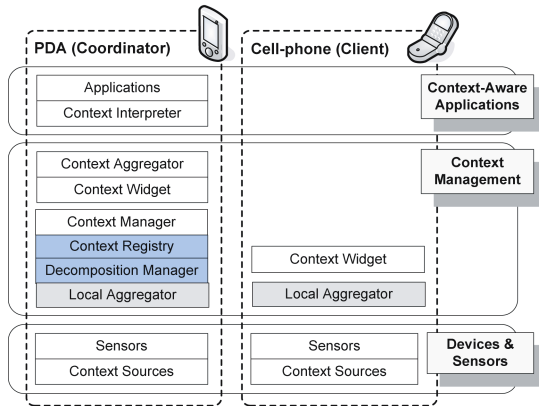 PDA (Coordinator)
Cell-phone (Client)
Applications
Context Interpreter
Context-Aware
Applications
Context Aggregator
Context Widget
Context Manager
Context Registry
Decomposition Manager
Local Aggregator
Context Widget
Local Aggregator
Context
Management
Sensors
Context Sources
Sensors
Context Sources
Devices &
Sensors